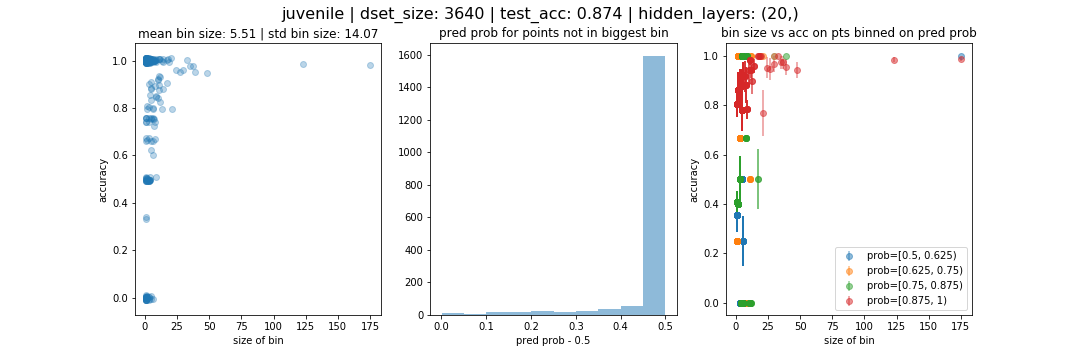 juvenile | dset_size: 3640 | test_acc: 0.874 | hidden_layers: (20,)
mean bin size: 5.51 | std bin size: 14.07
accuracy
1.0
0.8
0.6
0.4
0.2
0.0
0 25 50 75 100 125 150 175
size of bin
pred prob for points not in biggest bin
1600
1400
1200
1000
800
600
400
200
0
0.0 0.1 0.2 0.3 0.4 0.5
pred prob - 0.5
bin size vs acc on pts binned on pred prob
accuracy
1.0
0.8
0.6
0.4
0.2
0.0
prob=[0.5, 0.625)
prob=[0.625, 0.75)
prob=[0.75, 0.875)
prob=[0.875, 1)
0 25 50 75 100 125 150 175
size of bin